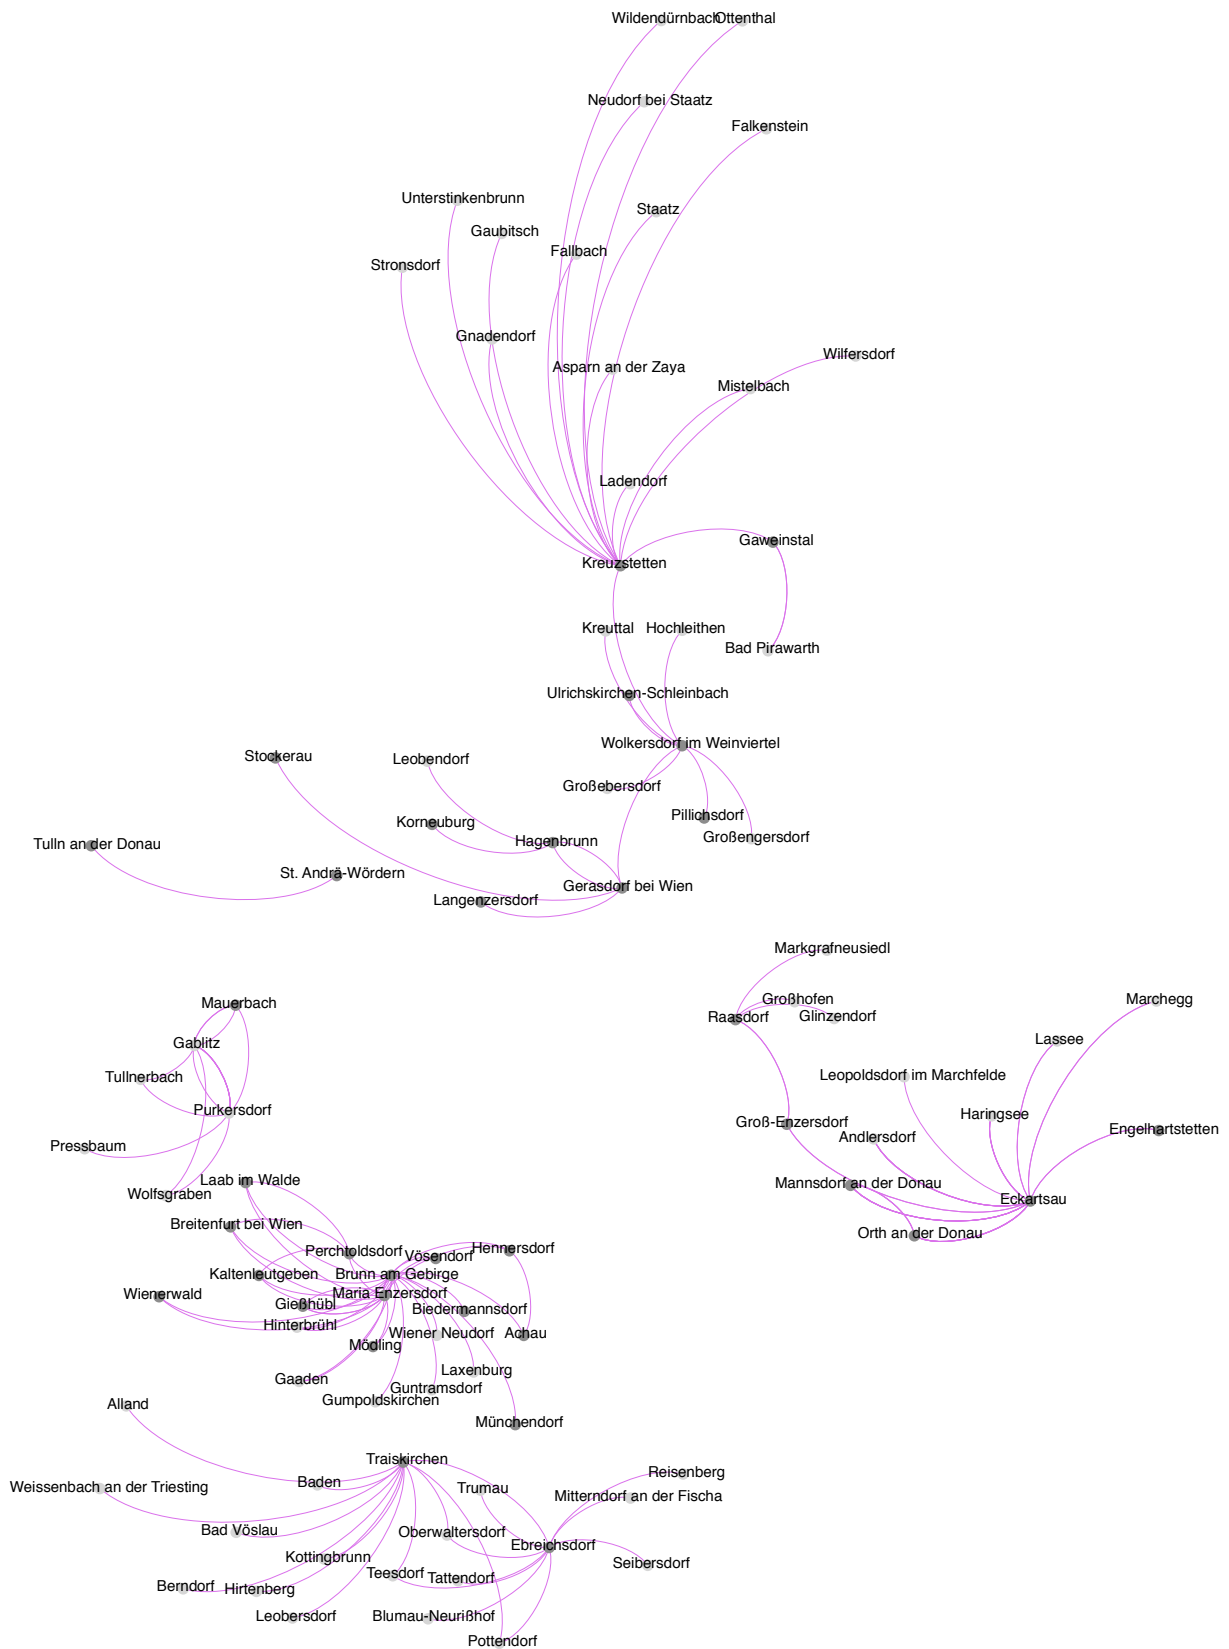 Wildendürnbach
Ottenthal
Neudorf bei Staatz
Falkenstein
Unterstinkenbrunn
Staatz
Gaubitsch
Fallbach
Stronsdorf
Gnadendorf
Wilfersdorf
Asparn an der Zaya
Mistelbach
Ladendorf
Gaweinstal
Kreuzstetten
Kreuttal
Hochleithen
Bad Pirawarth
Ulrichskirchen-Schleinbach
Wolkersdorf im Weinviertel
Stockerau
Leobendorf
Großebersdorf
Pillichsdorf
Korneuburg
Großengersdorf
Hagenbrunn
Tulln an der Donau
St. Andrä-Wördern
Gerasdorf bei Wien
Langenzersdorf
Markgrafneusiedl
Mauerbach
Großhofen
Marchegg
Raasdorf
Glinzendorf
Gablitz
Lassee
Tullnerbach
Leopoldsdorf im Marchfelde
Purkersdorf
Haringsee
Groß-Enzersdorf
Engelhartstetten
Andlersdorf
Pressbaum
Laab im Walde
Mannsdorf an der Donau
Wolfsgraben
Eckartsau
Breitenfurt bei Wien
Orth an der Donau
Perchtoldsdorf
Hennersdorf
Vösendorf
Kaltenleutgeben
Brunn am Gebirge
Wienerwald
Maria Enzersdorf
Gießhübl
Biedermannsdorf
Hinterbrühl
Wiener Neudorf
Achau
Mödling
Laxenburg
Gaaden
Guntramsdorf
Gumpoldskirchen
Alland
Münchendorf
Traiskirchen
Reisenberg
Baden
Weissenbach an der Triesting
Trumau
Mitterndorf an der Fischa
Bad Vöslau
Oberwaltersdorf
Ebreichsdorf
Kottingbrunn
Seibersdorf
Teesdorf
Tattendorf
Berndorf
Hirtenberg
Leobersdorf
Blumau-Neurißhof
Pottendorf